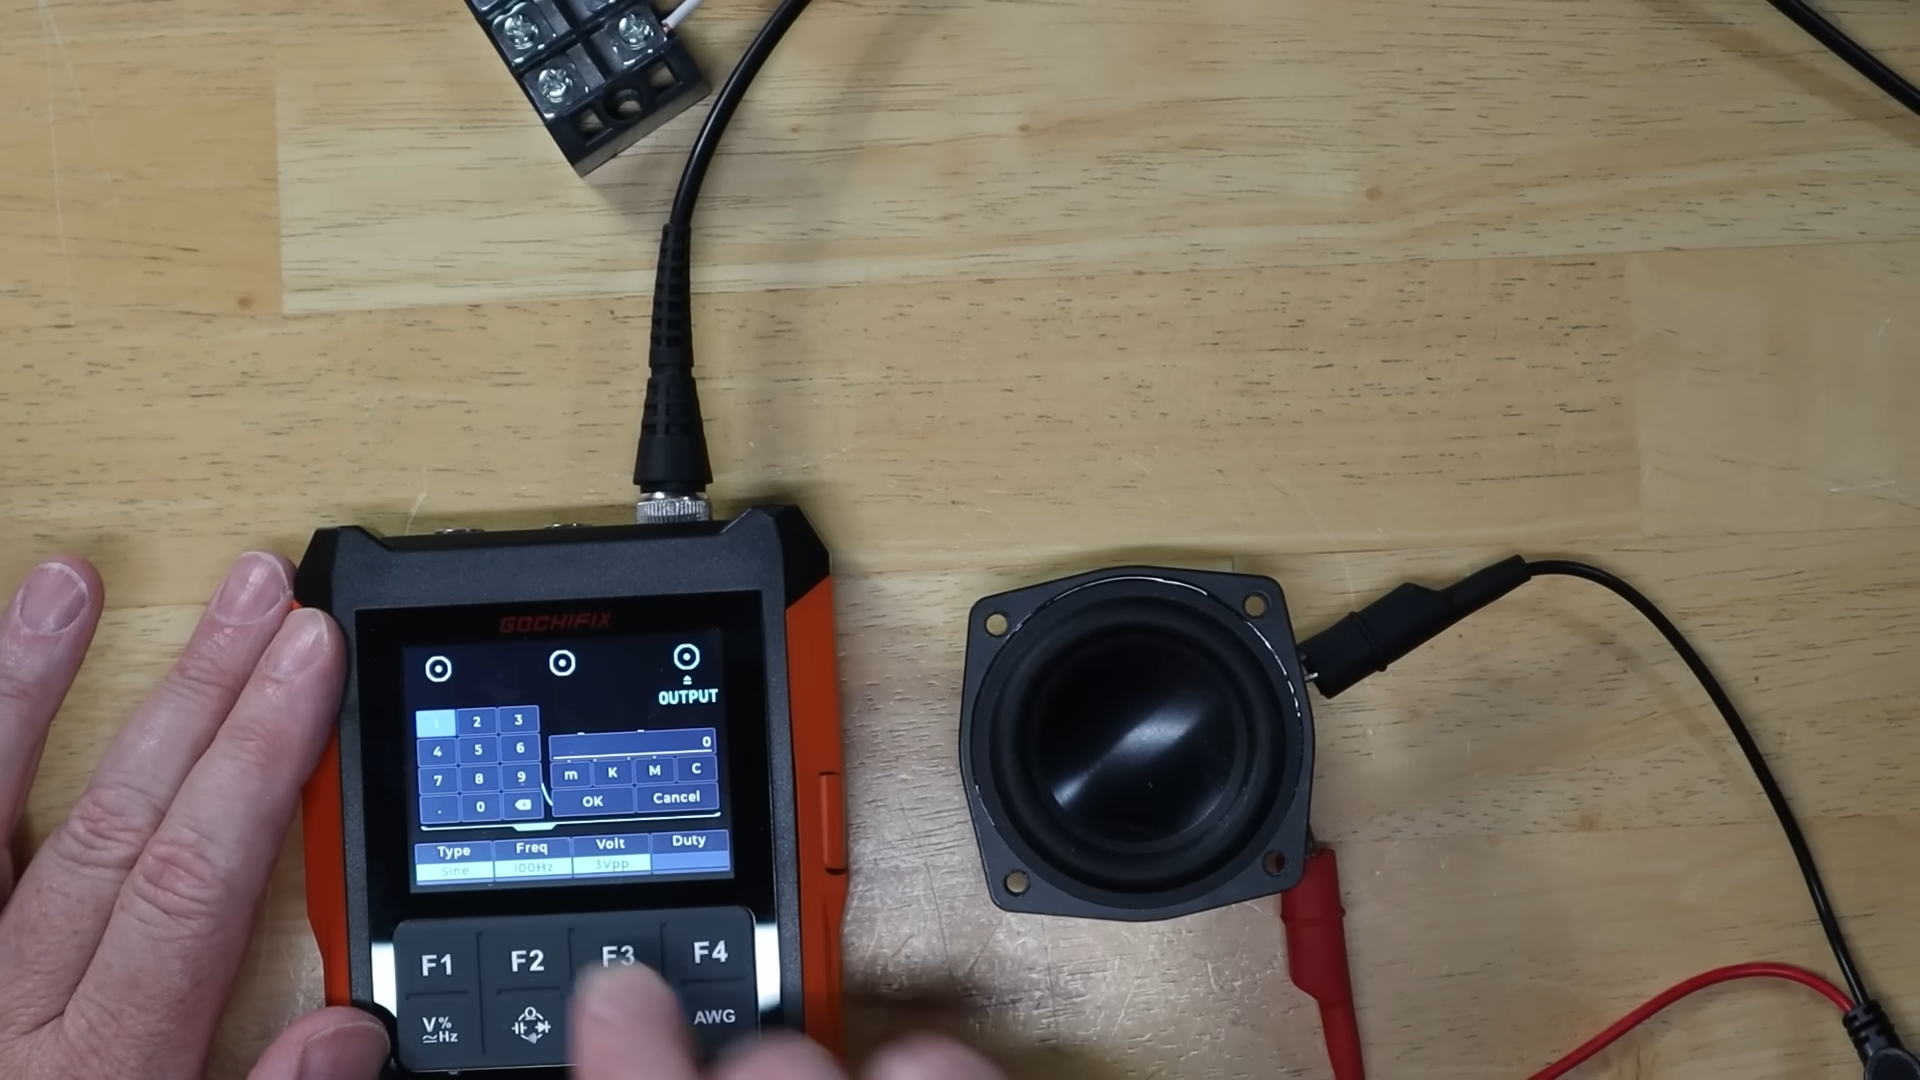 GOCHIFIX
OUTPUT
1 2 3
4 5 6
7 8 9
. 0
0
m K M C
OK Cancel
Type Freq Volt Duty
Sine 100Hz 3Vpp
F1 F2 F3 F4
V% Hz Ω AWG